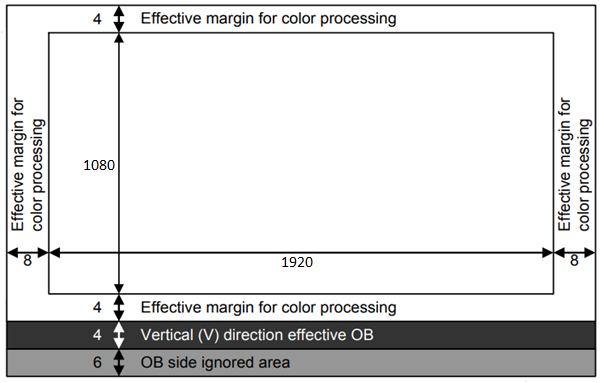 4 Effective margin for color processing
Effective margin for
color processing
1080
Effective margin for
color processing
8
1920
8
4 Effective margin for color processing
4 Vertical (V) direction effective OB
6 OB side ignored area